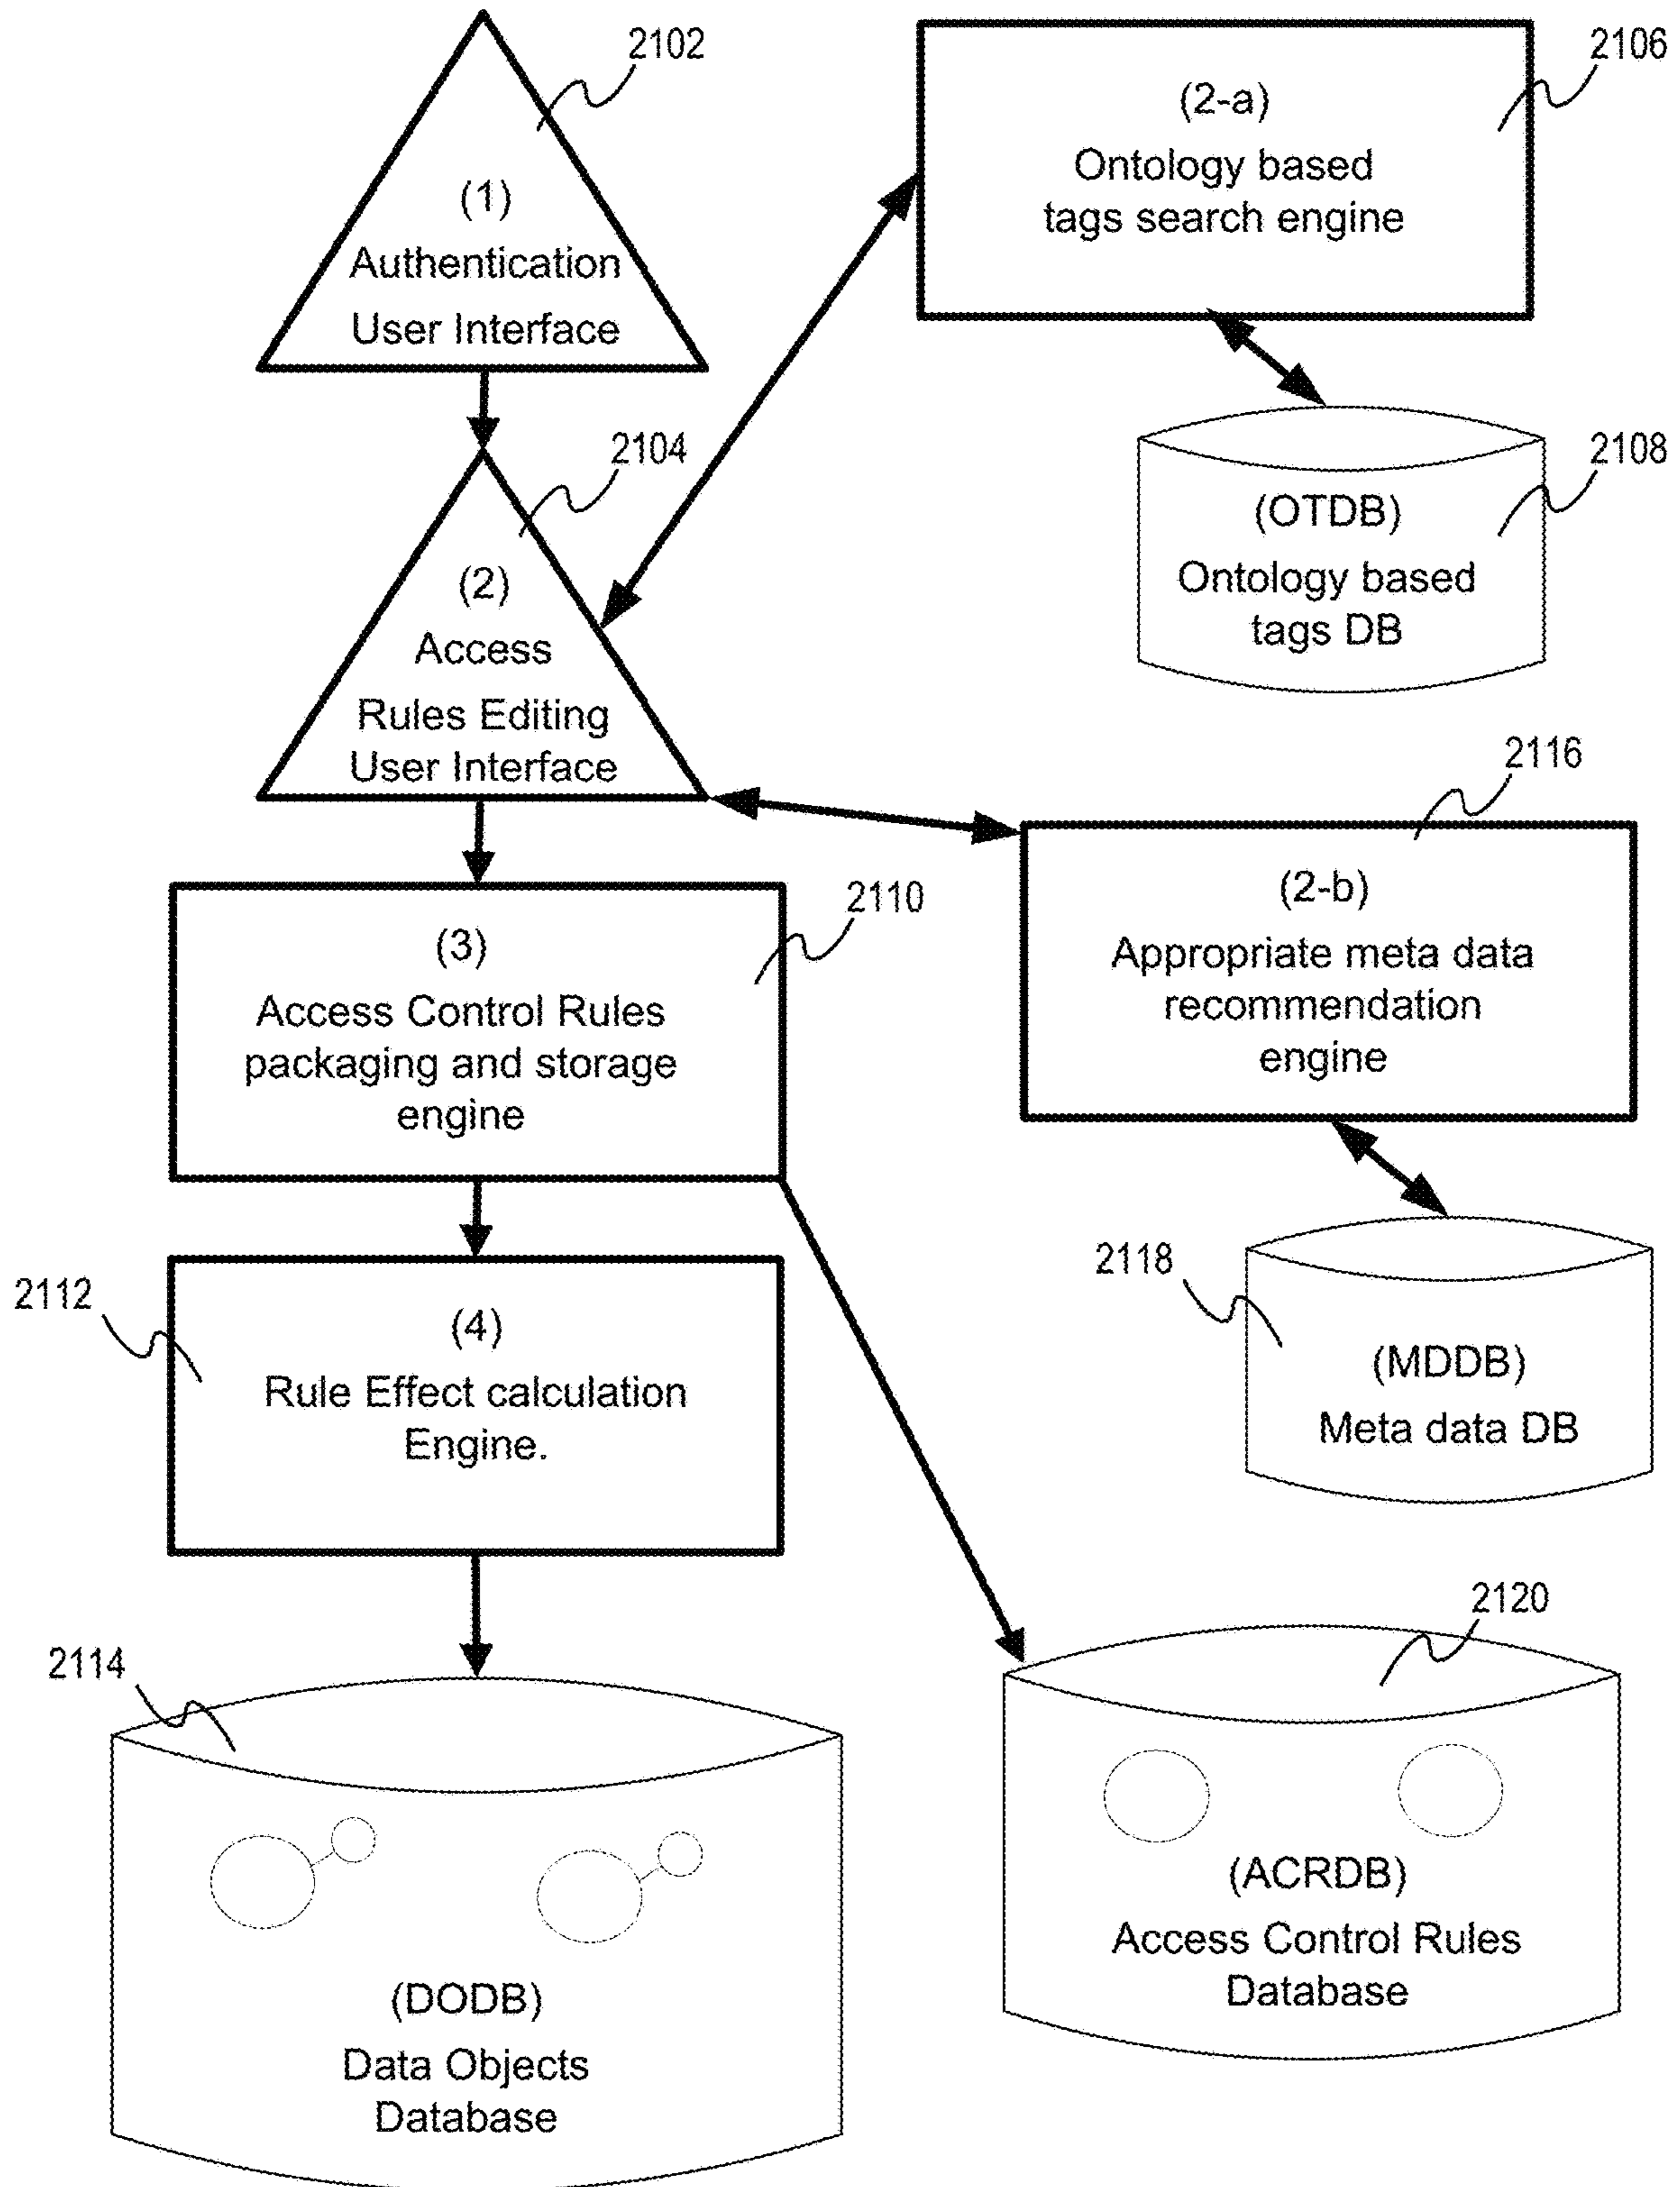 2102
(1)
Authentication
User Interface
2106
(2-a)
Ontology based
tags search engine
2104
(2)
Access
Rules Editing
User Interface
2108
(OTDB)
Ontology based
tags DB
2116
(2-b)
Appropriate meta data
recommendation
engine
2110
(3)
Access Control Rules
packaging and storage
engine
2118
(MDDB)
Meta data DB
2112
(4)
Rule Effect calculation
Engine.
2114
(DODB)
Data Objects
Database
2120
(ACRDB)
Access Control Rules
Database